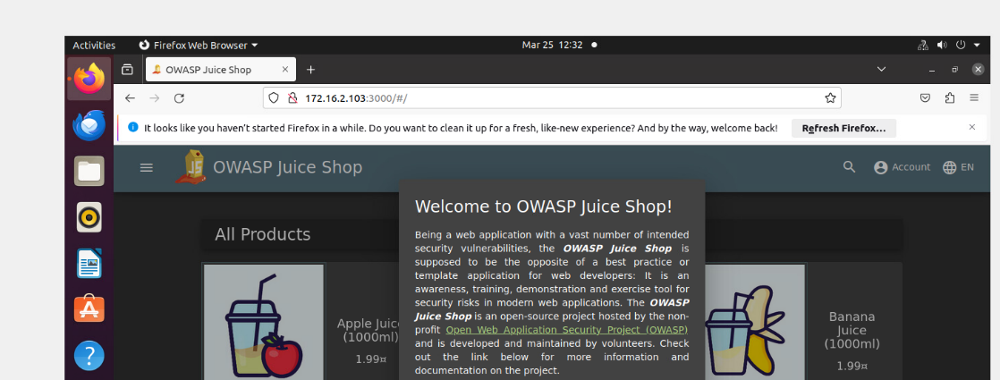 Activities Firefox Web Browser Mar 25 12:32
OWASP Juice Shop
172.16.2.103:3000/#/
It looks like you haven't started Firefox in a while. Do you want to clean it up for a fresh, like-new experience? And by the way, welcome back! Refresh Firefox...
JS OWASP Juice Shop Account EN
Welcome to OWASP Juice Shop!
Being a web application with a vast number of intended
security vulnerabilities, the OWASP Juice Shop is
supposed to be the opposite of a best practice or
template application for web developers: It is an
awareness, training, demonstration and exercise tool for
security risks in modern web applications. The OWASP
Juice Shop is an open-source project hosted by the non-
profit Open Web Application Security Project (OWASP)
and is developed and maintained by volunteers. Check
out the link below for more information and
documentation on the project.
All Products
Apple Juice
(1000ml)
1.99¤
Banana
Juice
(1000ml)
1.99¤